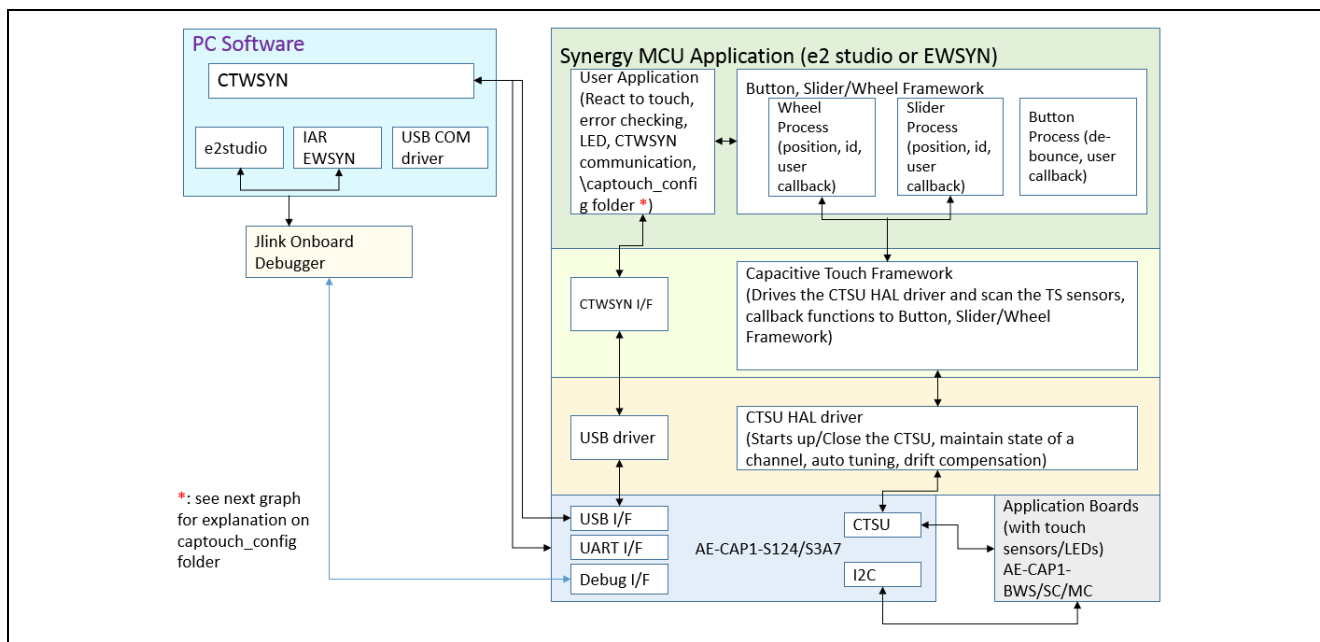 PC Software
CTWSYN
e2studio
IAR
EWSYN
USB COM
driver
Jlink Onboard
Debugger
*: see next graph
for explanation on
captouch_config
folder
Synergy MCU Application (e2 studio or EWSYN)
User Application
(React to touch,
error checking,
LED, CTWSYN
communication,
\captouch_confi
g folder *)
Button, Slider/Wheel Framework
Wheel
Process
(position, id,
user
callback)
Slider
Process
(position, id,
user
callback)
Button
Process (de-
bounce, user
callback)
CTWSYN I/F
Capacitive Touch Framework
(Drives the CTSU HAL driver and scan the TS sensors,
callback functions to Button, Slider/Wheel
Framework)
USB driver
CTSU HAL driver
(Starts up/Close the CTSU, maintain state of a
channel, auto tuning, drift compensation)
USB I/F
UART I/F
Debug I/F
AE-CAP1-S124/S3A7
CTSU
I2C
Application Boards
(with touch
sensors/LEDs)
AE-CAP1-
BWS/SC/MC